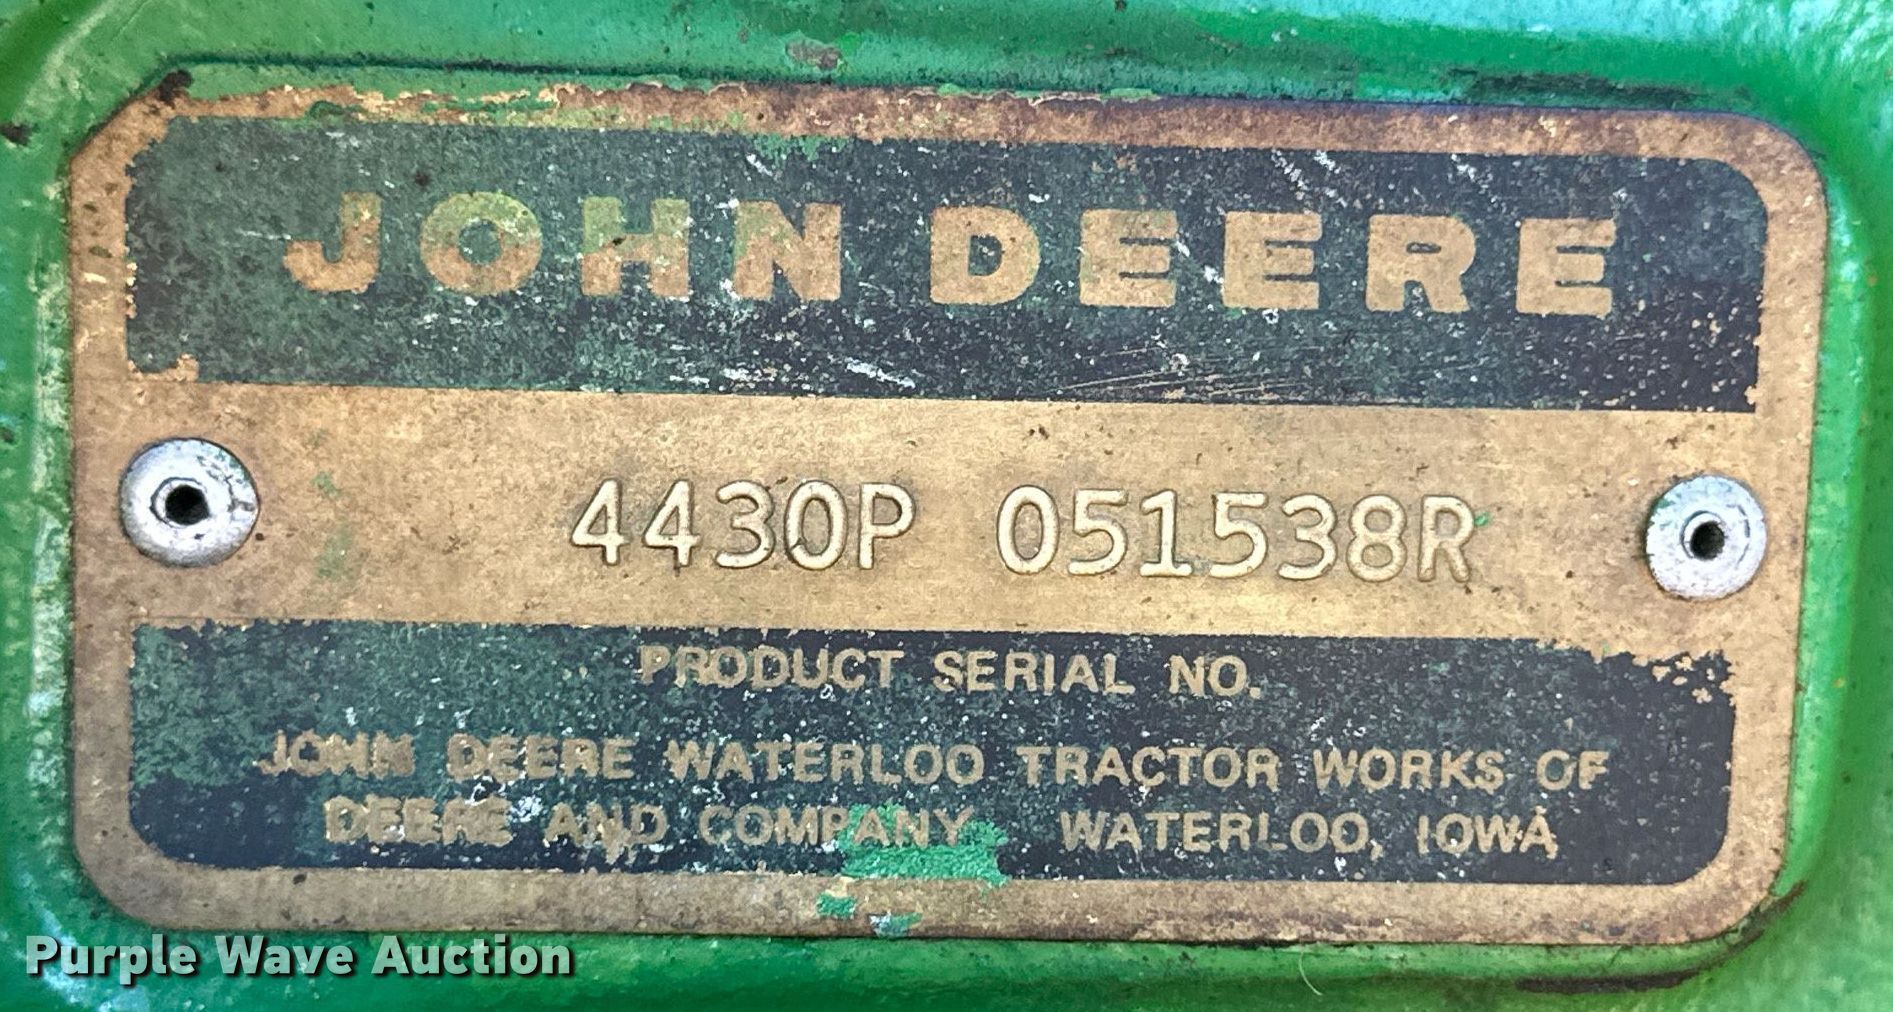 JOHN DEERE
4430P 051538R
PRODUCT SERIAL NO.
JOHN DEERE WATERLOO TRACTOR WORKS OF
DEERE AND COMPANY WATERLOO, IOWA
Purple Wave Auction